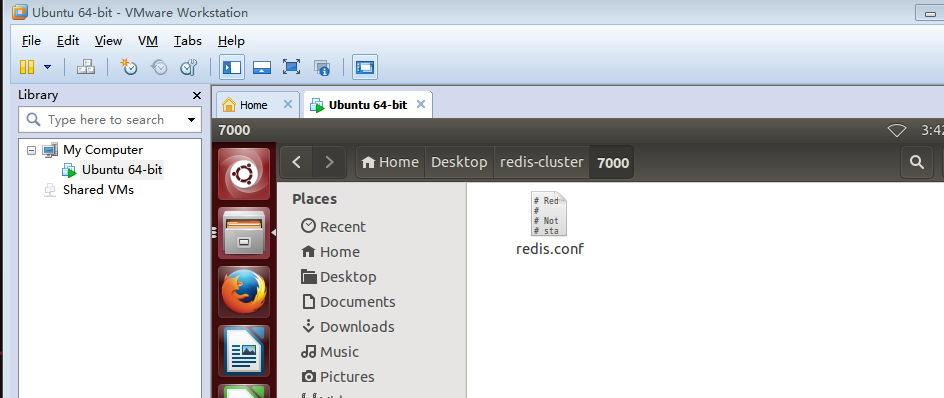 Ubuntu 64-bit - VMware Workstation
File Edit View VM Tabs Help
Library
Type here to search
My Computer
Ubuntu 64-bit
Shared VMs
Home
Ubuntu 64-bit
7000
3:42
Home Desktop redis-cluster 7000
Places
Recent
Home
Desktop
Documents
Downloads
Music
Pictures
# Red
#
# Not
# sta
redis.conf